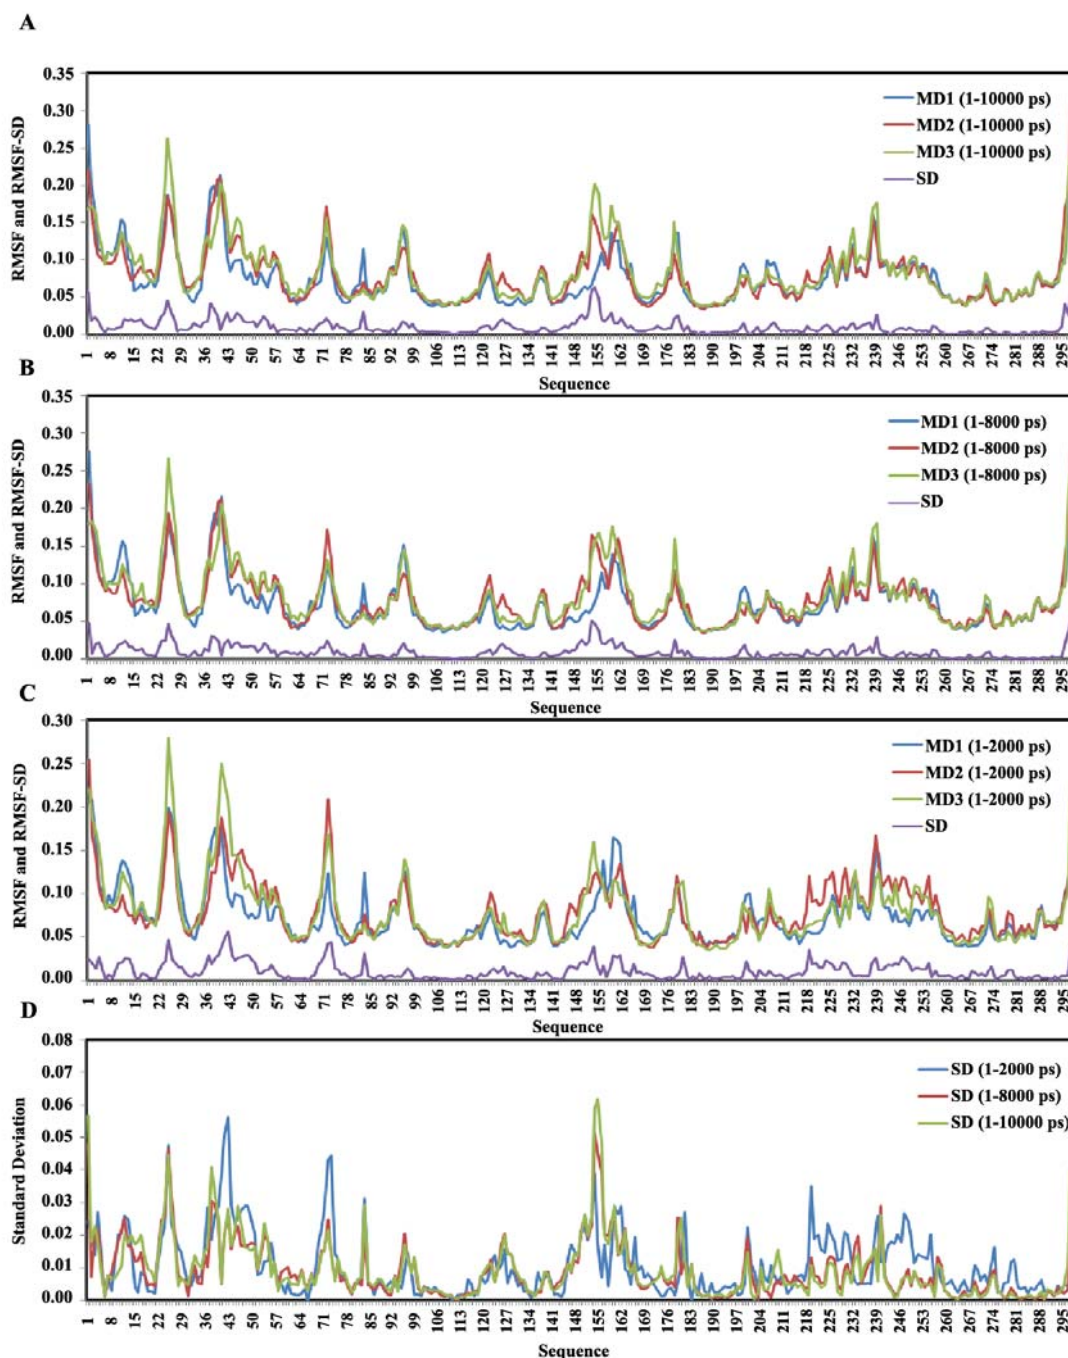 A
RMSF and RMSF-SD
0.35
0.30
0.25
0.20
0.15
0.10
0.05
0.00
MD1 (1-10000 ps)
MD2 (1-10000 ps)
MD3 (1-10000 ps)
SD
1 8 15 22 29 36 43 50 57 64 71 78 85 92 99 106 113 120 127 134 141 148 155 162 169 176 183 190 197 204 211 218 225 232 239 246 253 260 267 274 281 288 295
Sequence
B
RMSF and RMSF-SD
0.35
0.30
0.25
0.20
0.15
0.10
0.05
0.00
MD1 (1-8000 ps)
MD2 (1-8000 ps)
MD3 (1-8000 ps)
SD
1 8 15 22 29 36 43 50 57 64 71 78 85 92 99 106 113 120 127 134 141 148 155 162 169 176 183 190 197 204 211 218 225 232 239 246 253 260 267 274 281 288 295
Sequence
C
RMSF and RMSF-SD
0.30
0.25
0.20
0.15
0.10
0.05
0.00
MD1 (1-2000 ps)
MD2 (1-2000 ps)
MD3 (1-2000 ps)
SD
1 8 15 22 29 36 43 50 57 64 71 78 85 92 99 106 113 120 127 134 141 148 155 162 169 176 183 190 197 204 211 218 225 232 239 246 253 260 267 274 281 288 295
Sequence
D
Standard Deviation
0.08
0.07
0.06
0.05
0.04
0.03
0.02
0.01
0.00
SD (1-2000 ps)
SD (1-8000 ps)
SD (1-10000 ps)
1 8 15 22 29 36 43 50 57 64 71 78 85 92 99 106 113 120 127 134 141 148 155 162 169 176 183 190 197 204 211 218 225 232 239 246 253 260 267 274 281 288 295
Sequence